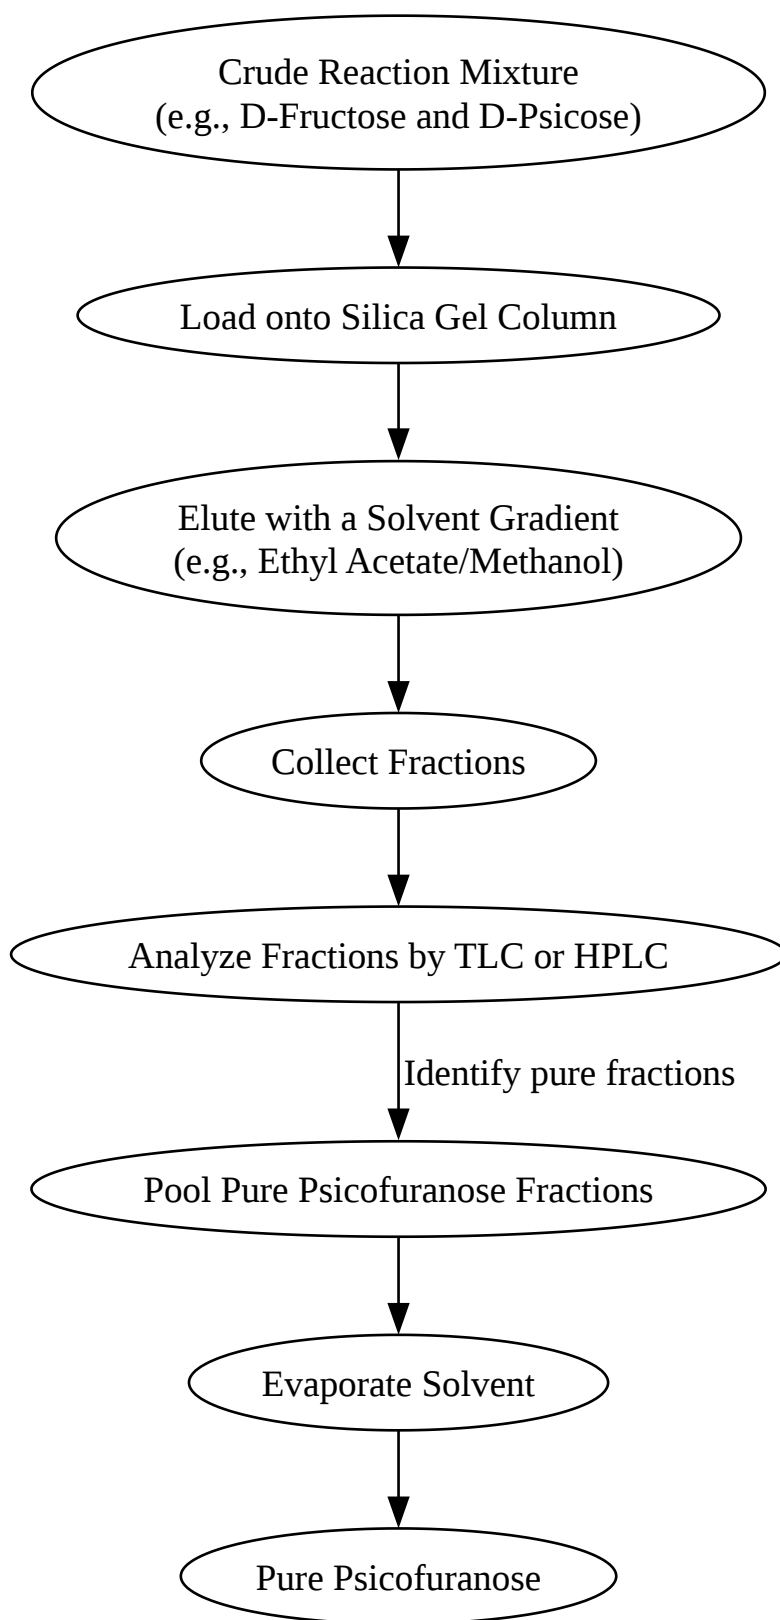 Crude Reaction Mixture
(e.g., D-Fructose and D-Psicose)
Load onto Silica Gel Column
Elute with a Solvent Gradient
(e.g., Ethyl Acetate/Methanol)
Collect Fractions
Analyze Fractions by TLC or HPLC
Identify pure fractions
Pool Pure Psicofuranose Fractions
Evaporate Solvent
Pure Psicofuranose